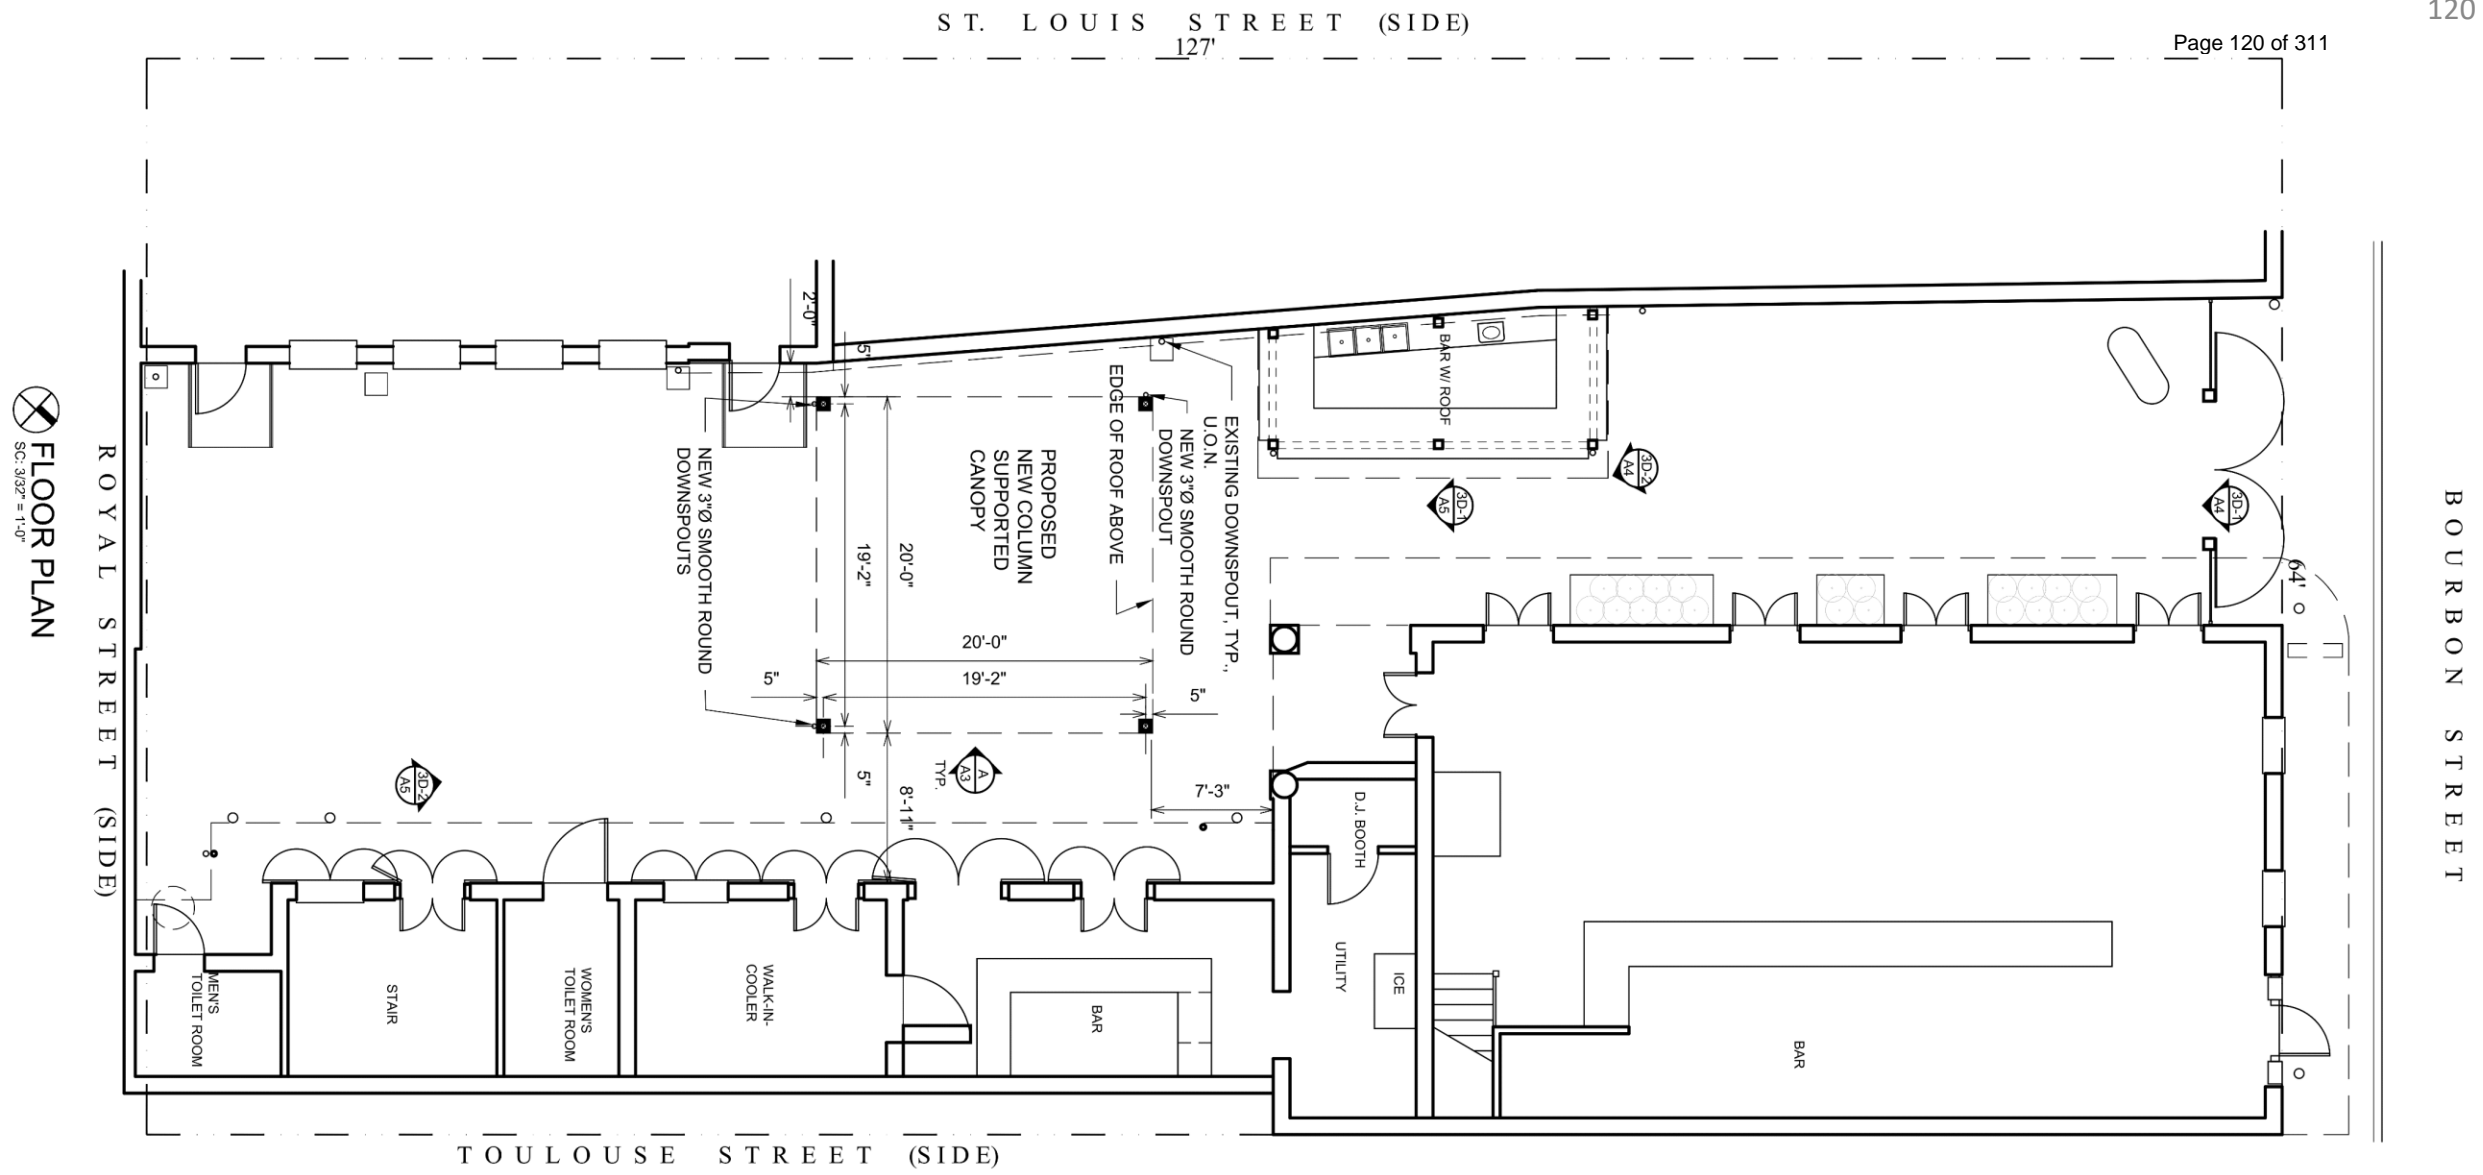 120
Page 120 of 311
ST. LOUIS STREET (SIDE)
127'
2'-0"
5"
BAR W/ ROOF
EXISTING DOWNSPOUT, TYP.,
U.O.N.
NEW 3"Ø SMOOTH ROUND
DOWNSPOUT
EDGE OF ROOF ABOVE
PROPOSED
NEW COLUMN
SUPPORTED
CANOPY
20'-0"
19'-2"
NEW 3"Ø SMOOTH ROUND
DOWNSPOUTS
3D-2
A4
3D-1
A5
3D-1
A4
64'
BOURBON STREET
FLOOR PLAN
SC: 3/32" = 1'-0"
ROYAL STREET (SIDE)
20'-0"
5"
19'-2"
5"
5"
8'-11"
7'-3"
A
A3
TYP.
3D-2
A5
D.J. BOOTH
UTILITY
ICE
MEN'S
TOILET ROOM
STAIR
WOMEN'S
TOILET ROOM
WALK-IN-
COOLER
BAR
BAR
TOULOUSE STREET (SIDE)